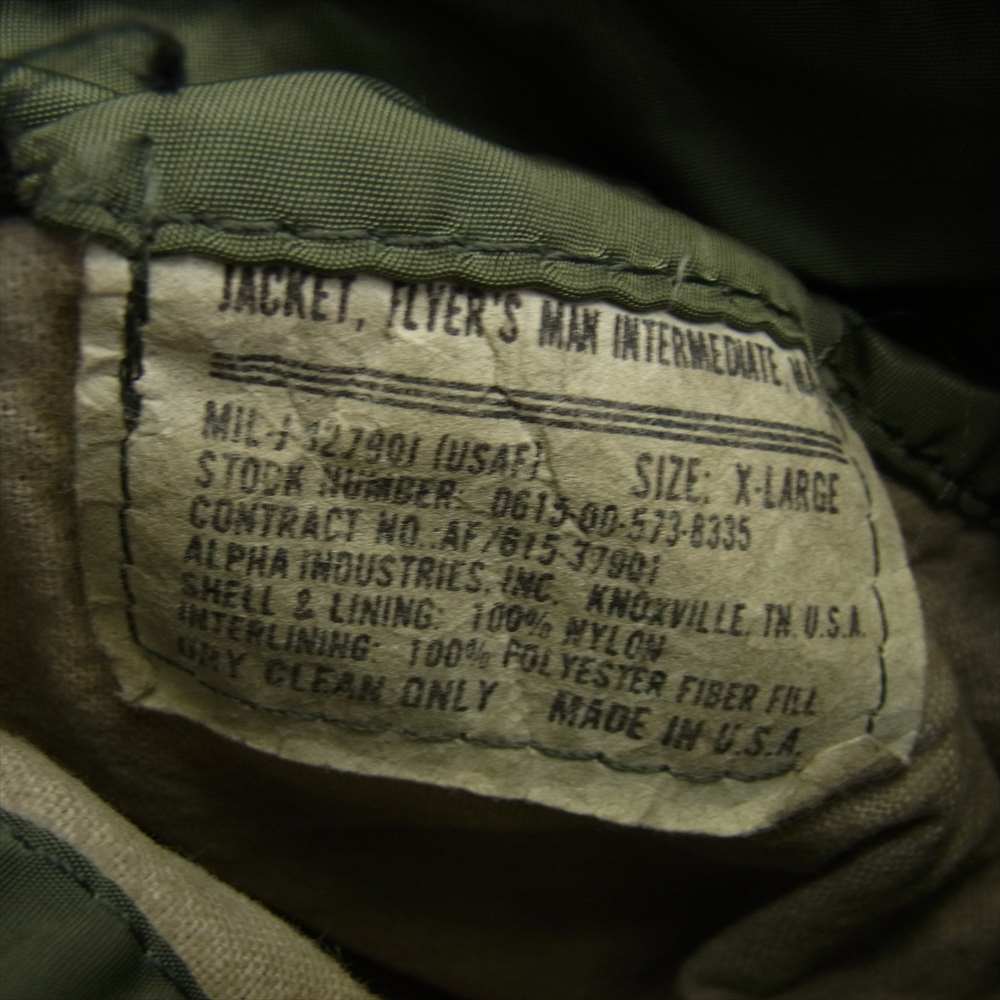 JACKET, FLYER'S MAN INTERMEDIATE, MA
MIL-J-327901 (USAF) SIZE: X-LARGE
STOCK NUMBER: 0615-00-573-8335
CONTRACT NO. AF/615-37901
ALPHA INDUSTRIES, INC. KNOXVILLE, TN. U.S.A.
SHELL & LINING: 100% NYLON
INTERLINING: 100% POLYESTER FIBER FILL
DRY CLEAN ONLY MADE IN U.S.A.